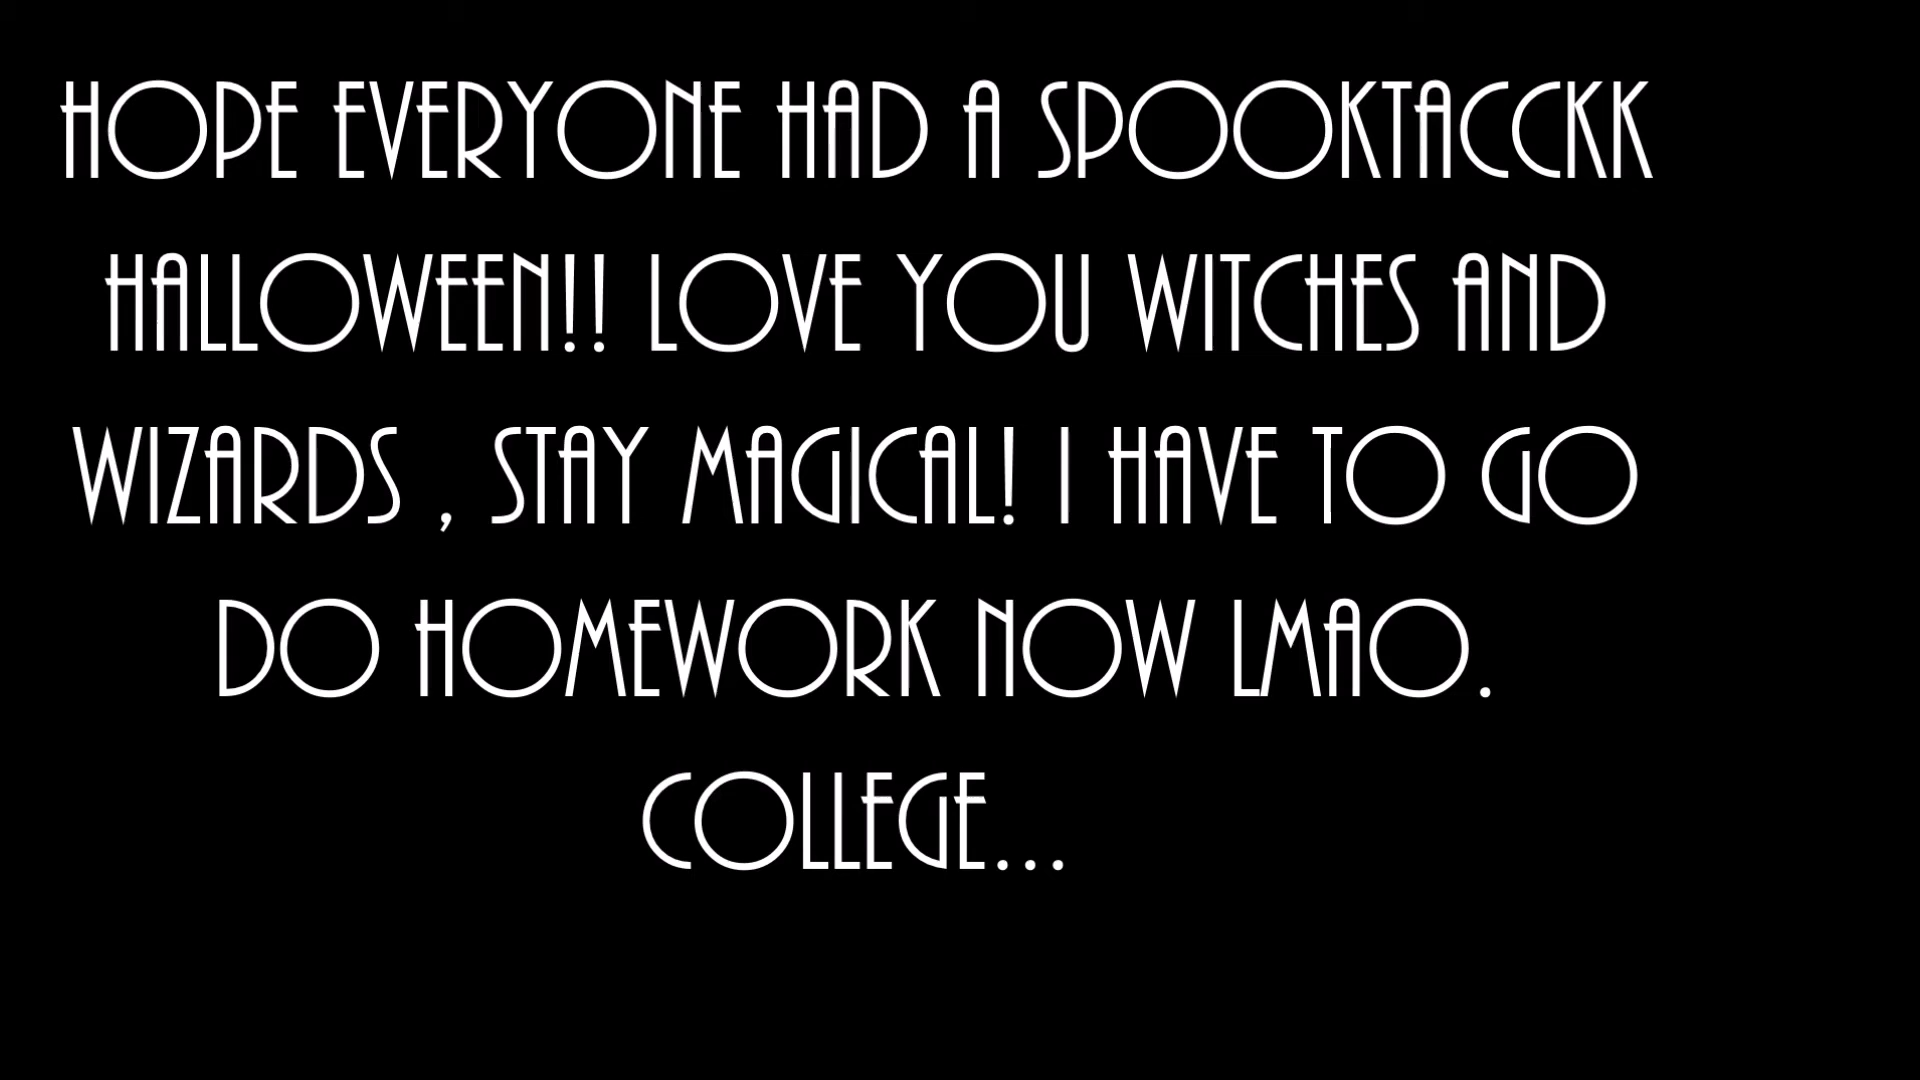 HOPE EVERYONE HAD A SPOOKTACCKK
HALLOWEEN!! LOVE YOU WITCHES AND
WIZARDS , STAY MAGICAL! I HAVE TO GO
DO HOMEWORK NOW LMAO.
COLLEGE...